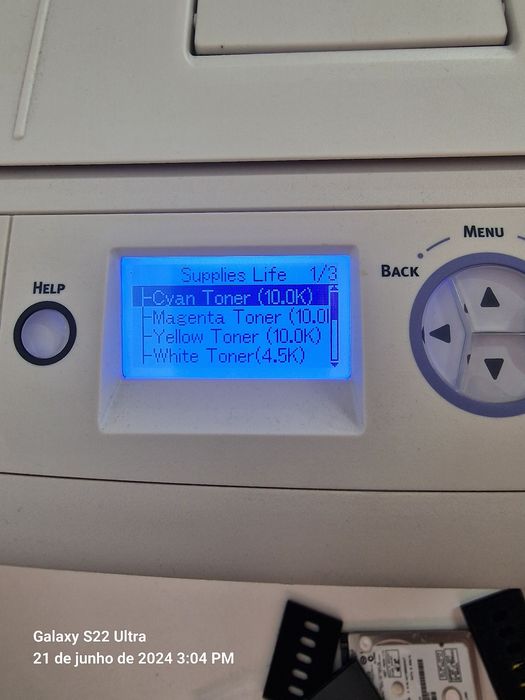 MENU
BACK
HELP
Supplies Life 1/3
Cyan Toner (10.0K)
Magenta Toner (10.0
Yellow Toner (10.0K)
White Toner(4.5K)
Galaxy S22 Ultra
21 de junho de 2024 3:04 PM